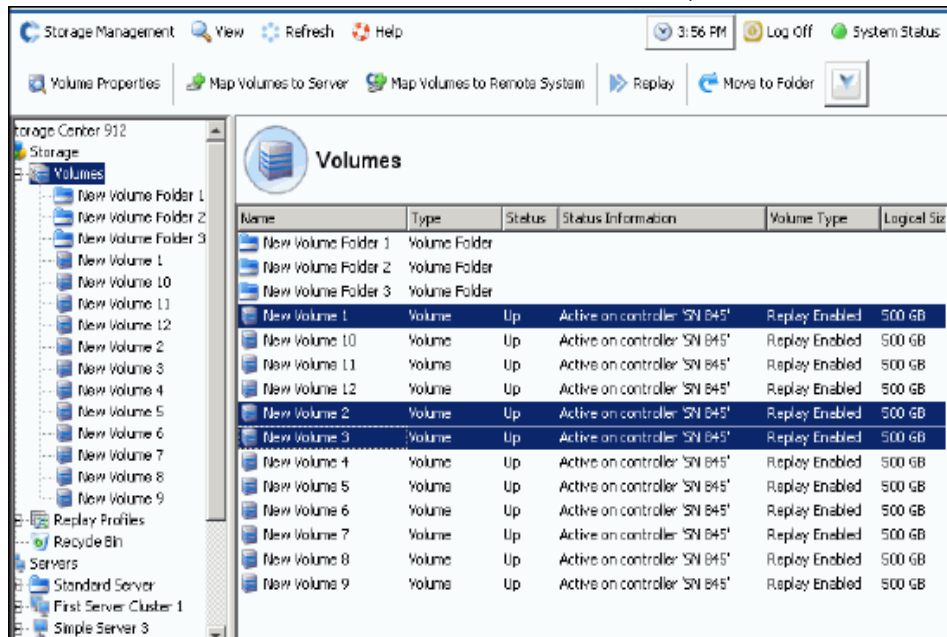 Storage Management View Refresh Help 3:56 PM Log Off System Status
Volume Properties Map Volumes to Server Map Volumes to Remote System Replay Move to Folder
torage Center 912
Storage
Volumes
New Volume Folder 1
New Volume Folder 2
New Volume Folder 3
New Volume 1
New Volume 10
New Volume 11
New Volume 12
New Volume 2
New Volume 3
New Volume 4
New Volume 5
New Volume 6
New Volume 7
New Volume 8
New Volume 9
Replay Profiles
Recycle Bin
Servers
Standard Server
First Server Cluster 1
Simple Server 3
Volumes
Name Type Status Status Information Volume Type Logical Siz
New Volume Folder 1 Volume Folder
New Volume Folder 2 Volume Folder
New Volume Folder 3 Volume Folder
New Volume 1 Volume Up Active on controller 'SN 845' Replay Enabled 500 GB
New Volume 10 Volume Up Active on controller 'SN 845' Replay Enabled 500 GB
New Volume 11 Volume Up Active on controller 'SN 845' Replay Enabled 500 GB
New Volume 12 Volume Up Active on controller 'SN 845' Replay Enabled 500 GB
New Volume 2 Volume Up Active on controller 'SN 845' Replay Enabled 500 GB
New Volume 3 Volume Up Active on controller 'SN 845' Replay Enabled 500 GB
New Volume 4 Volume Up Active on controller 'SN 845' Replay Enabled 500 GB
New Volume 5 Volume Up Active on controller 'SN 845' Replay Enabled 500 GB
New Volume 6 Volume Up Active on controller 'SN 845' Replay Enabled 500 GB
New Volume 7 Volume Up Active on controller 'SN 845' Replay Enabled 500 GB
New Volume 8 Volume Up Active on controller 'SN 845' Replay Enabled 500 GB
New Volume 9 Volume Up Active on controller 'SN 845' Replay Enabled 500 GB